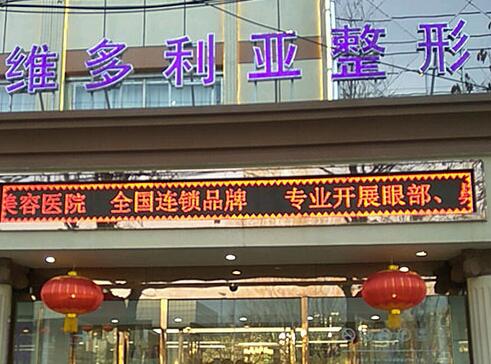 维多利亚整形
美容医院 全国连锁品牌 专业开展眼部、